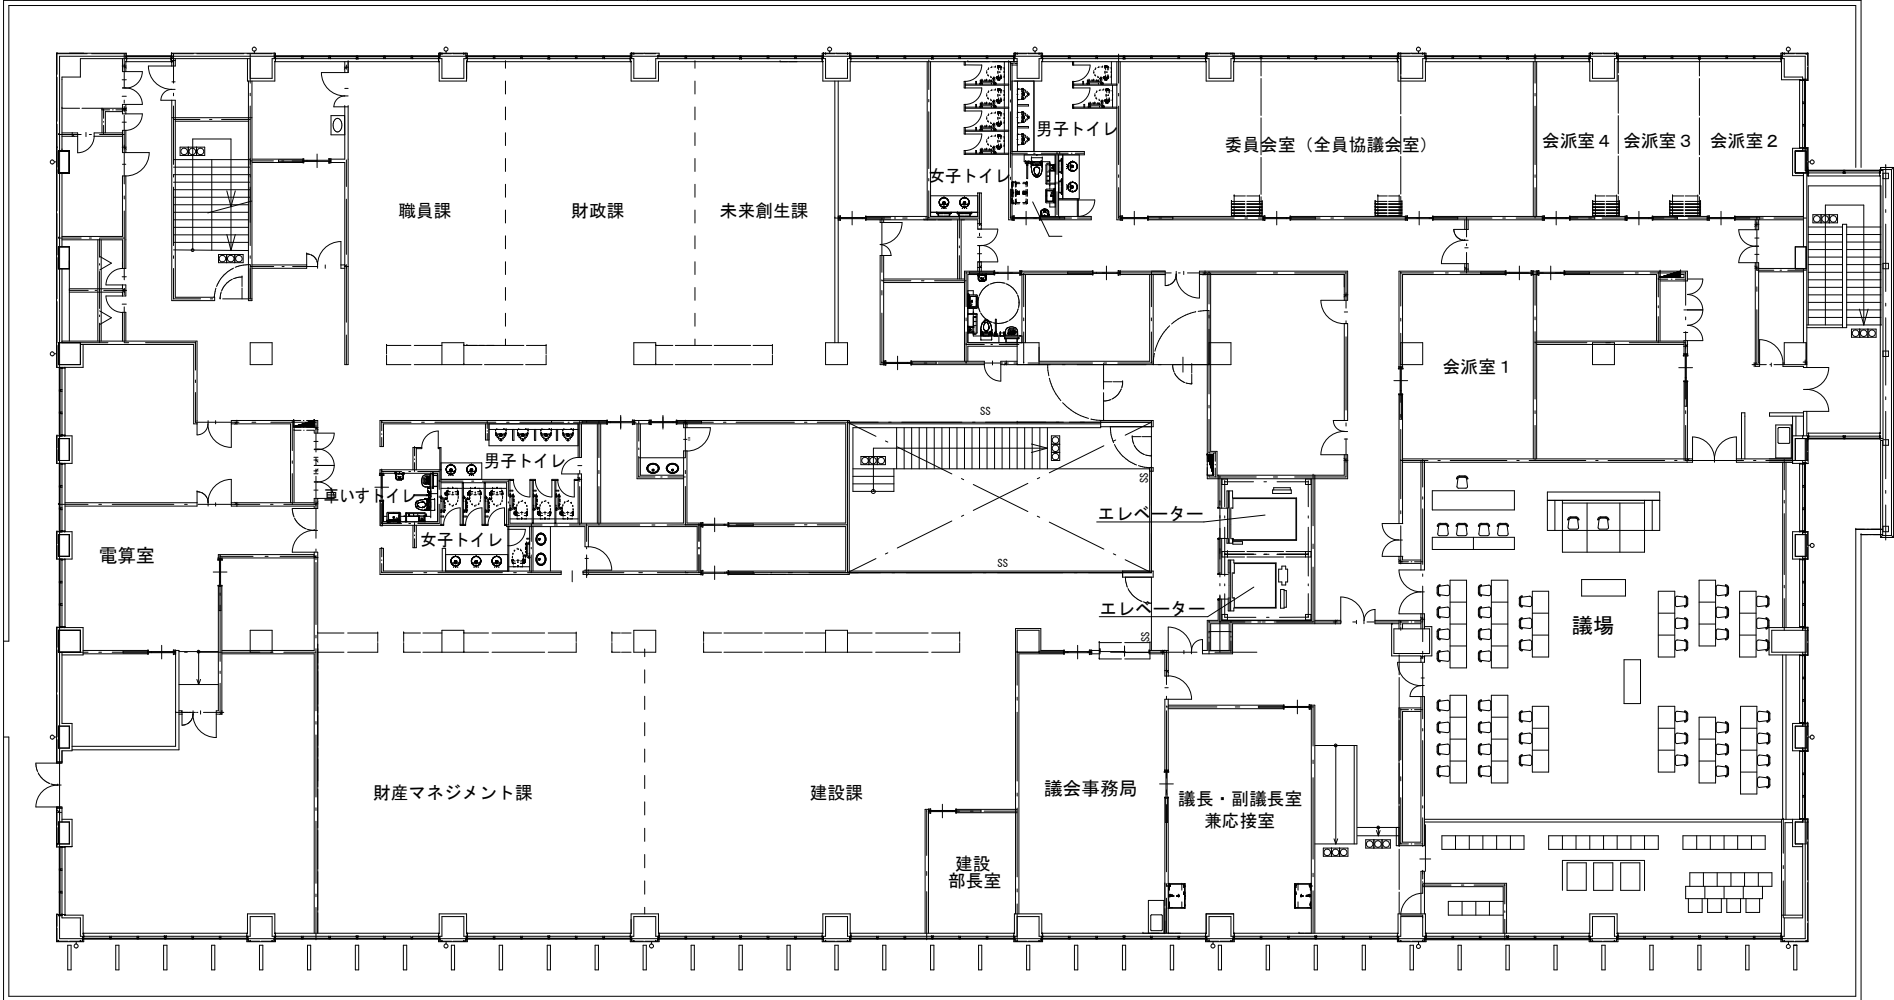 男子トイレ
委員会室（全員協議会室）
会派室４
会派室３
会派室２
女子トイレ
職員課
財政課
未来創生課
会派室１
SS
男子トイレ
車いすトイレ
SS
エレベーター
女子トイレ
電算室
SS
エレベーター
議場
SS
財産マネジメント課
建設課
議会事務局
議長・副議長室
兼応接室
建設
部長室